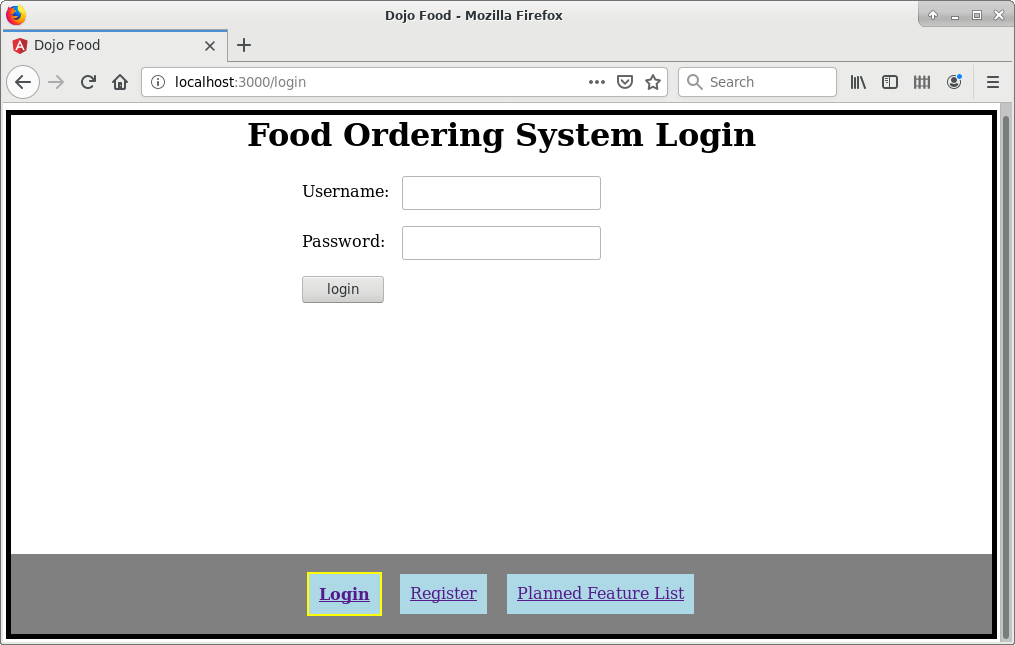 Dojo Food - Mozilla Firefox
Dojo Food
localhost:3000/login
Search
Food Ordering System Login
Username:
Password:
login
Login Register Planned Feature List